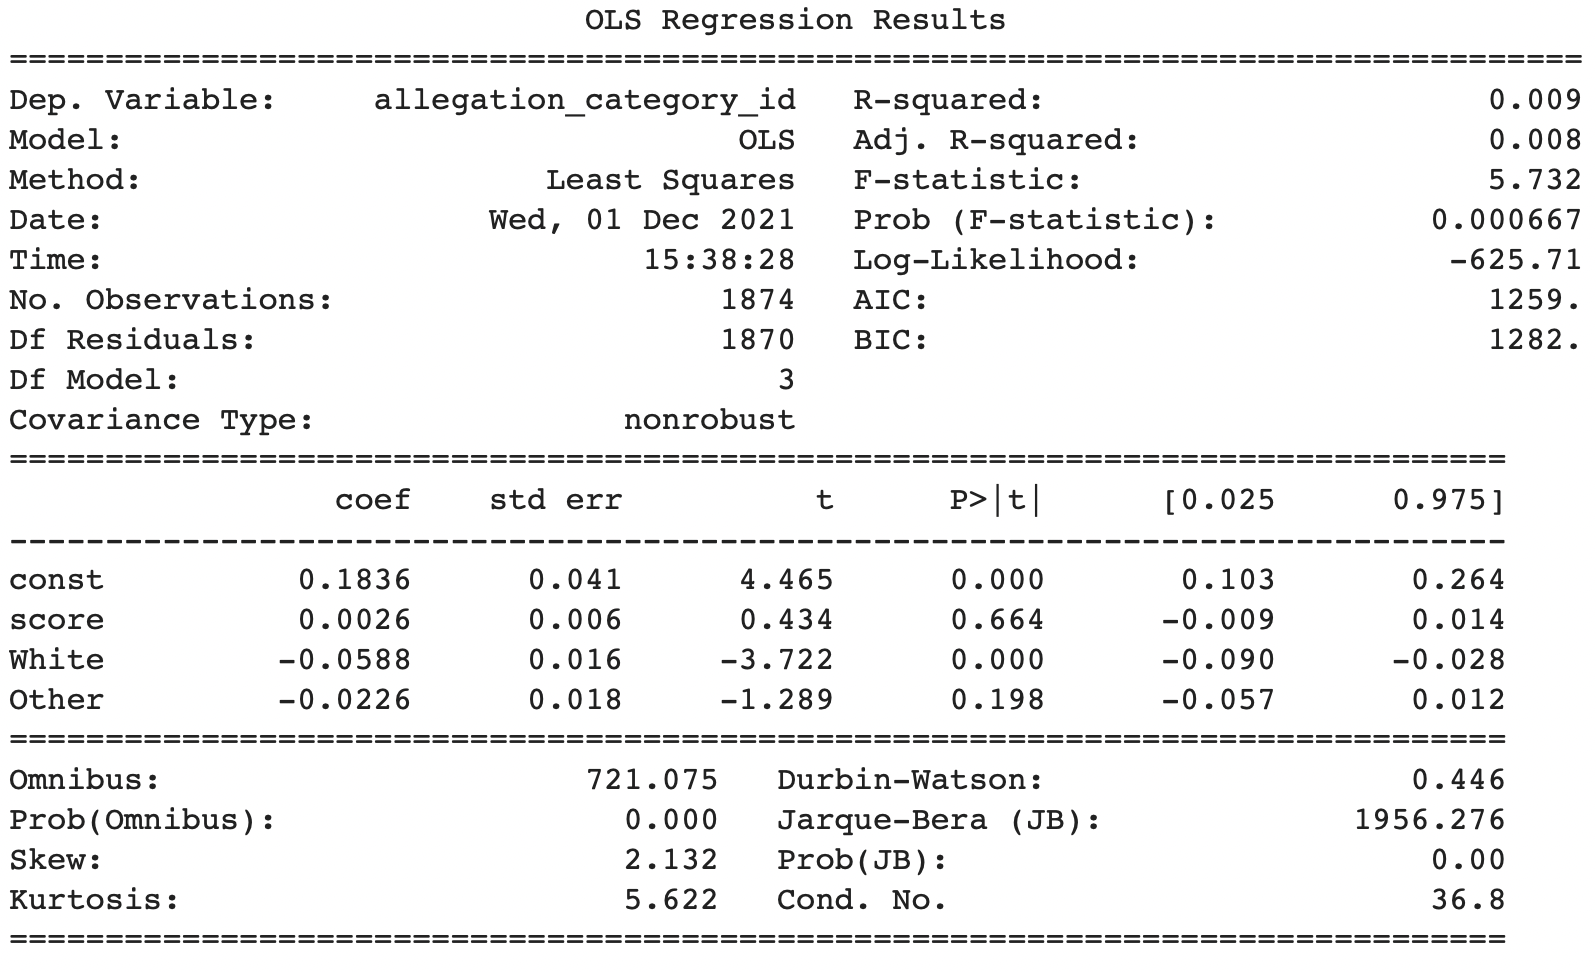 OLS Regression Results
==============================================================================
Dep. Variable: allegation_category_id R-squared: 0.009
Model: OLS Adj. R-squared: 0.008
Method: Least Squares F-statistic: 5.732
Date: Wed, 01 Dec 2021 Prob (F-statistic): 0.000667
Time: 15:38:28 Log-Likelihood: -625.71
No. Observations: 1874 AIC: 1259.
Df Residuals: 1870 BIC: 1282.
Df Model: 3
Covariance Type: nonrobust
==============================================================================
coef std err t P>|t| [0.025 0.975]
------------------------------------------------------------------------------
const 0.1836 0.041 4.465 0.000 0.103 0.264
score 0.0026 0.006 0.434 0.664 -0.009 0.014
White -0.0588 0.016 -3.722 0.000 -0.090 -0.028
Other -0.0226 0.018 -1.289 0.198 -0.057 0.012
==============================================================================
Omnibus: 721.075 Durbin-Watson: 0.446
Prob(Omnibus): 0.000 Jarque-Bera (JB): 1956.276
Skew: 2.132 Prob(JB): 0.00
Kurtosis: 5.622 Cond. No. 36.8
==============================================================================